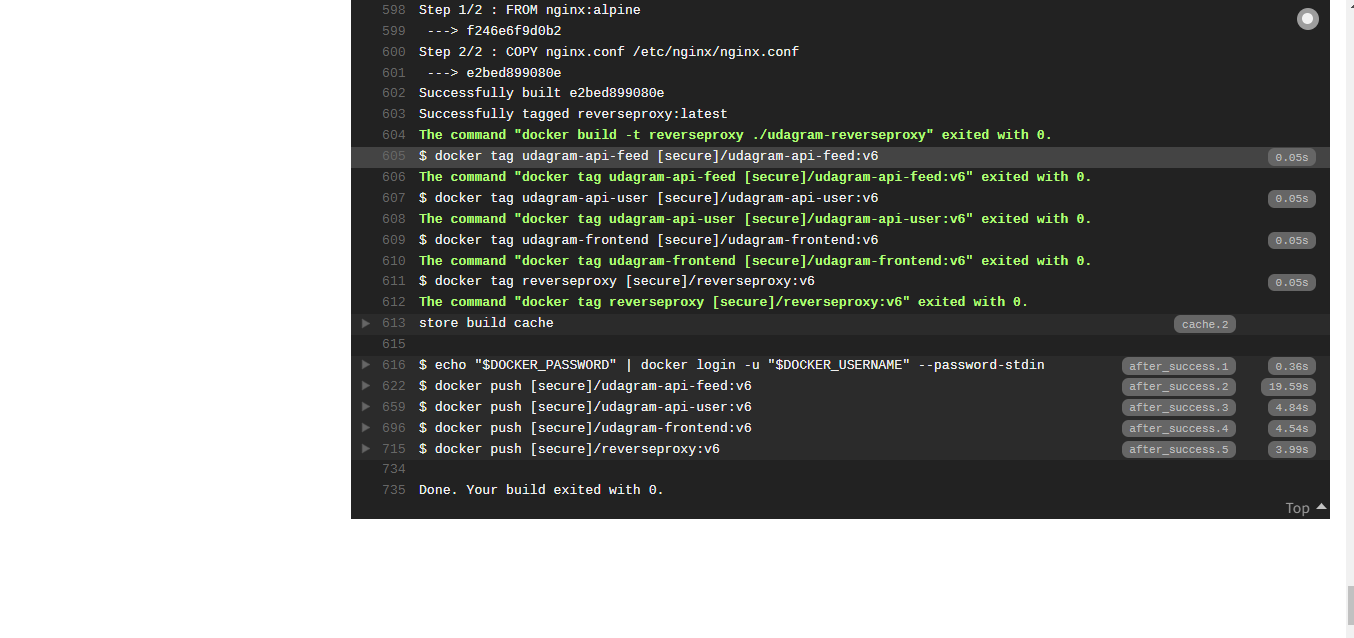 598 Step 1/2 : FROM nginx:alpine
599 ---> f246e6f9d0b2
600 Step 2/2 : COPY nginx.conf /etc/nginx/nginx.conf
601 ---> e2bed899080e
602 Successfully built e2bed899080e
603 Successfully tagged reverseproxy:latest
604 The command "docker build -t reverseproxy ./udagram-reverseproxy" exited with 0.
605 $ docker tag udagram-api-feed [secure]/udagram-api-feed:v6 0.05s
606 The command "docker tag udagram-api-feed [secure]/udagram-api-feed:v6" exited with 0.
607 $ docker tag udagram-api-user [secure]/udagram-api-user:v6 0.05s
608 The command "docker tag udagram-api-user [secure]/udagram-api-user:v6" exited with 0.
609 $ docker tag udagram-frontend [secure]/udagram-frontend:v6 0.05s
610 The command "docker tag udagram-frontend [secure]/udagram-frontend:v6" exited with 0.
611 $ docker tag reverseproxy [secure]/reverseproxy:v6 0.05s
612 The command "docker tag reverseproxy [secure]/reverseproxy:v6" exited with 0.
613 store build cache cache.2
615
616 $ echo "$DOCKER_PASSWORD" | docker login -u "$DOCKER_USERNAME" --password-stdin after_success.1 0.36s
622 $ docker push [secure]/udagram-api-feed:v6 after_success.2 19.59s
659 $ docker push [secure]/udagram-api-user:v6 after_success.3 4.84s
696 $ docker push [secure]/udagram-frontend:v6 after_success.4 4.54s
715 $ docker push [secure]/reverseproxy:v6 after_success.5 3.99s
734
735 Done. Your build exited with 0.
Top